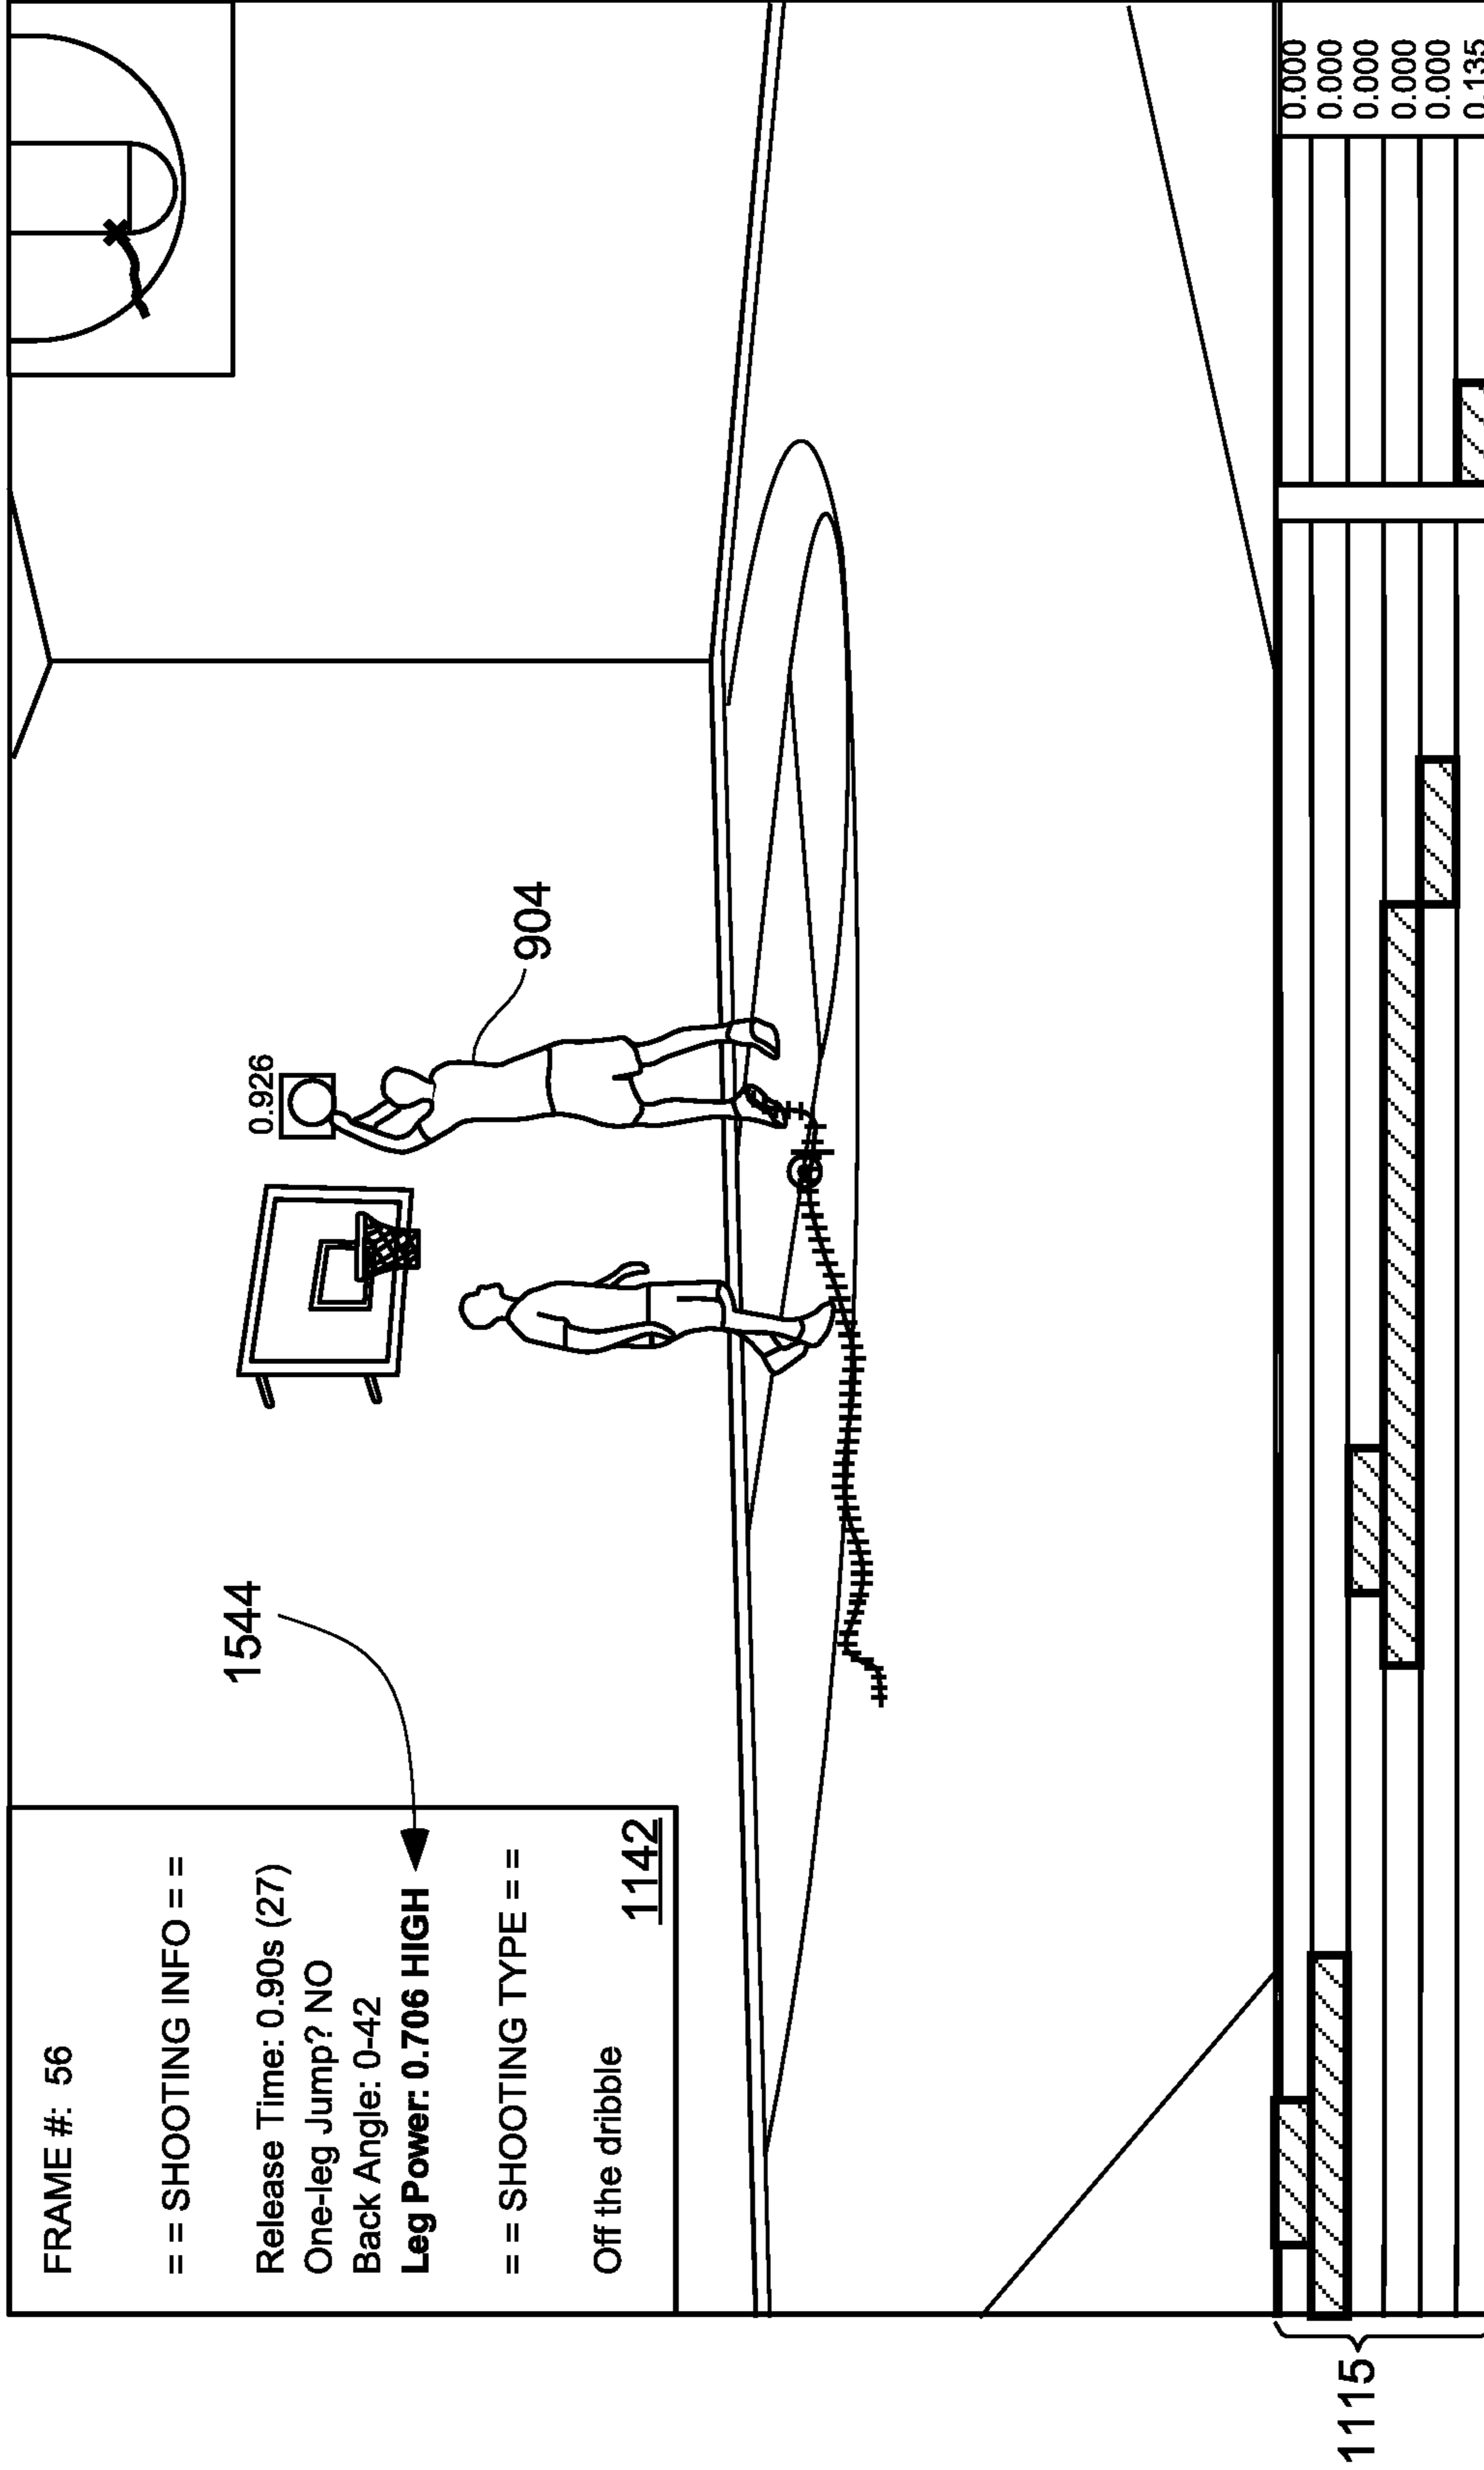 FRAME #: 56
= = SHOOTING INFO = =
Release Time: 0.90s (27)
One-leg Jump? NO
Back Angle: 0-42
Leg Power: 0.706 HIGH
= = SHOOTING TYPE = =
Off the dribble
1142
1544
0.926
904
1115
0.000
0.000
0.000
0.000
0.000
0.135